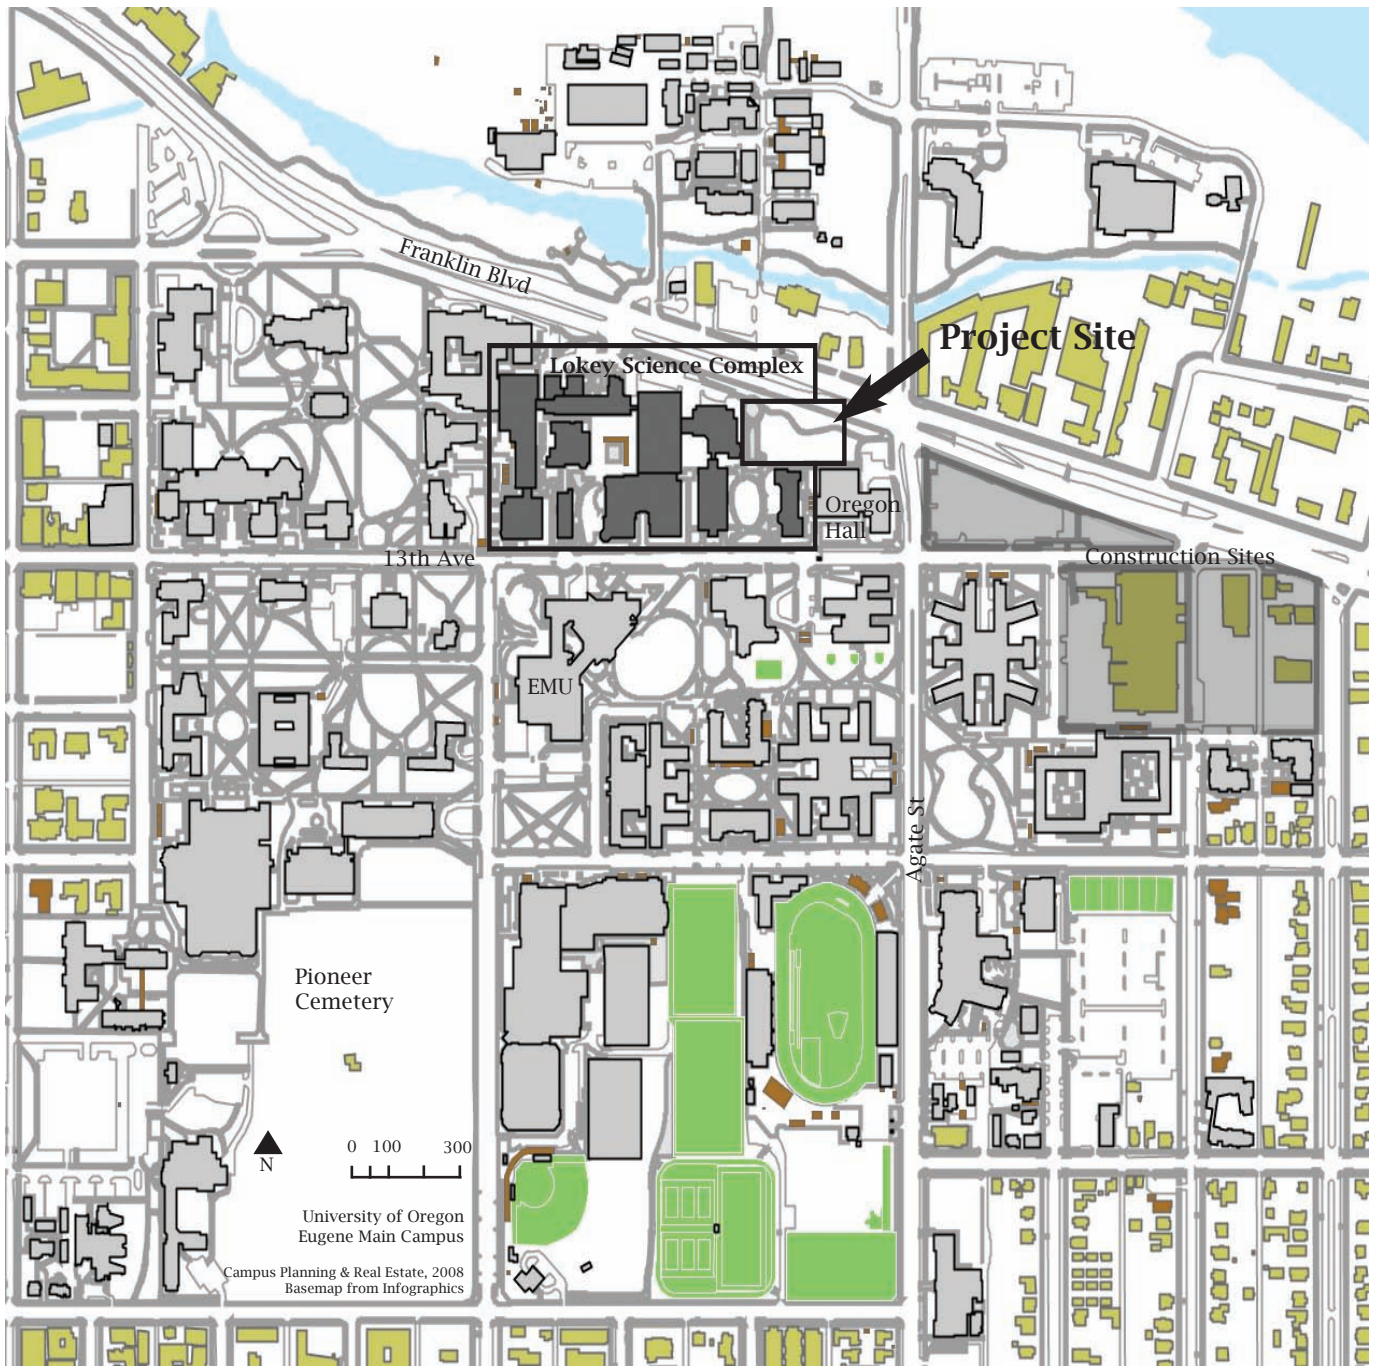 Franklin Blvd
Project Site
Lokey Science Complex
Oregon
Hall
13th Ave
Construction Sites
EMU
Agate St
Pioneer
Cemetery
N
0 100 300
University of Oregon
Eugene Main Campus
Campus Planning & Real Estate, 2008
Basemap from Infographics